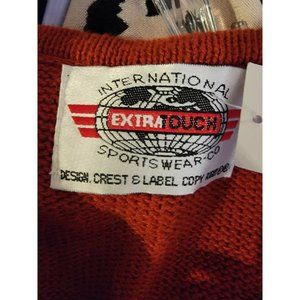 INTERNATIONAL
EXTRA TOUCH
SPORTSWEAR-CO
DESIGN, CREST & LABEL COPY